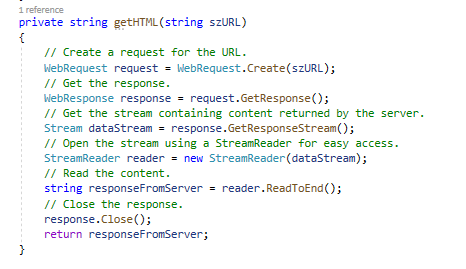 1 reference
private string getHTML(string szURL)
{
// Create a request for the URL.
WebRequest request = WebRequest.Create(szURL);
// Get the response.
WebResponse response = request.GetResponse();
// Get the stream containing content returned by the server.
Stream dataStream = response.GetResponseStream();
// Open the stream using a StreamReader for easy access.
StreamReader reader = new StreamReader(dataStream);
// Read the content.
string responseFromServer = reader.ReadToEnd();
// Close the response.
response.Close();
return responseFromServer;
}